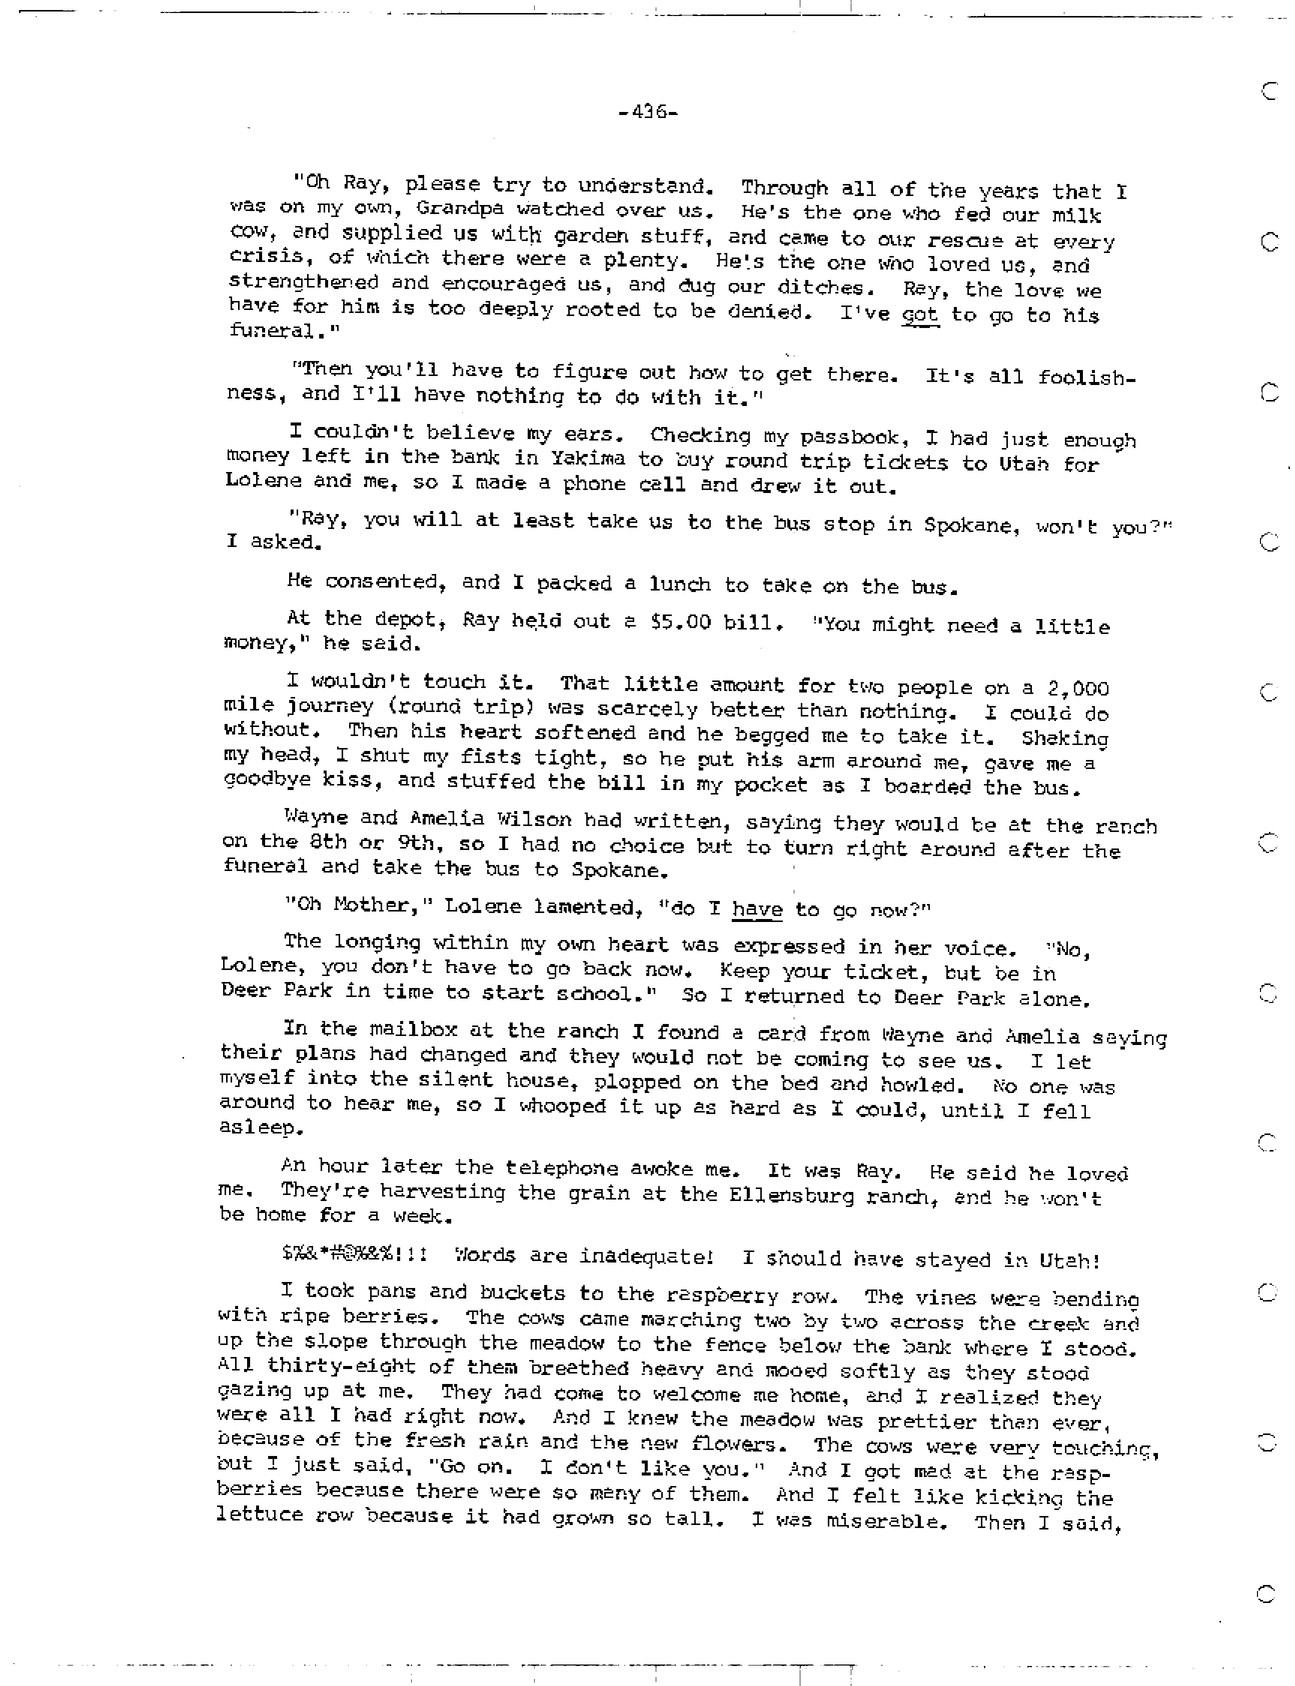 -436-
"Oh Ray, please try to understand. Through all of the years that I
was on my own, Grandpa watched over us. He's the one who fed our milk
cow, and supplied us with garden stuff, and came to our rescue at every
crisis, of which there were a plenty. He's the one who loved us, and
strengthened and encouraged us, and dug our ditches. Ray, the love we
have for him is too deeply rooted to be denied. I've got to go to his
funeral."
"Then you'll have to figure out how to get there. It's all foolish-
ness, and I'll have nothing to do with it."
I couldn't believe my ears. Checking my passbook, I had just enough
money left in the bank in Yakima to buy round trip tickets to Utah for
Lolene and me, so I made a phone call and drew it out.
"Ray, you will at least take us to the bus stop in Spokane, won't you?"
I asked.
He consented, and I packed a lunch to take on the bus.
At the depot, Ray held out a $5.00 bill. "You might need a little
money," he said.
I wouldn't touch it. That little amount for two people on a 2,000
mile journey (round trip) was scarcely better than nothing. I could do
without. Then his heart softened and he begged me to take it. Shaking
my head, I shut my fists tight, so he put his arm around me, gave me a
goodbye kiss, and stuffed the bill in my pocket as I boarded the bus.
Wayne and Amelia Wilson had written, saying they would be at the ranch
on the 8th or 9th, so I had no choice but to turn right around after the
funeral and take the bus to Spokane.
"Oh Mother," Lolene lamented, "do I have to go now?"
The longing within my own heart was expressed in her voice. "No,
Lolene, you don't have to go back now. Keep your ticket, but be in
Deer Park in time to start school." So I returned to Deer Park alone.
In the mailbox at the ranch I found a card from Wayne and Amelia saying
their plans had changed and they would not be coming to see us. I let
myself into the silent house, plopped on the bed and howled. No one was
around to hear me, so I whooped it up as hard as I could, until I fell
asleep.
An hour later the telephone awoke me. It was Ray. He said he loved
me. They're harvesting the grain at the Ellensburg ranch, and he won't
be home for a week.
$%&*#@%&%!!! Words are inadequate! I should have stayed in Utah!
I took pans and buckets to the raspberry row. The vines were bending
with ripe berries. The cows came marching two by two across the creek and
up the slope through the meadow to the fence below the bank where I stood.
All thirty-eight of them breathed heavy and mooed softly as they stood
gazing up at me. They had come to welcome me home, and I realized they
were all I had right now. And I knew the meadow was prettier than ever,
because of the fresh rain and the new flowers. The cows were very touching,
but I just said, "Go on. I don't like you." And I got mad at the rasp-
berries because there were so many of them. And I felt like kicking the
lettuce row because it had grown so tall. I was miserable. Then I said,